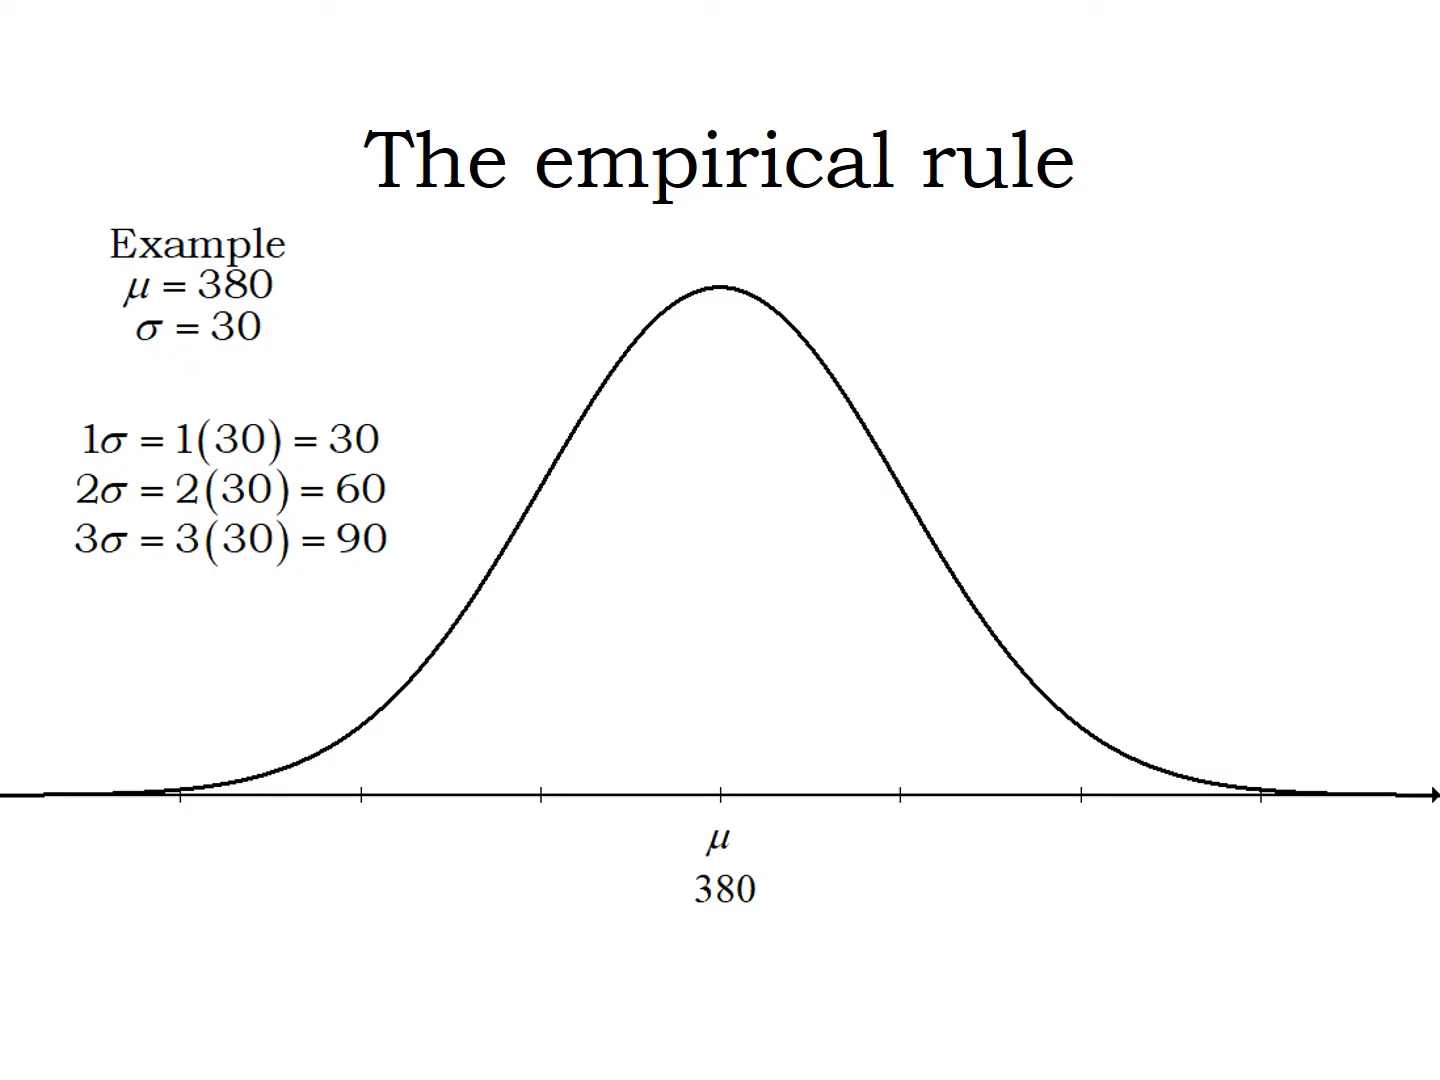 The empirical rule
Example
μ = 380
σ = 30
1σ = 1(30) = 30
2σ = 2(30) = 60
3σ = 3(30) = 90
μ
380